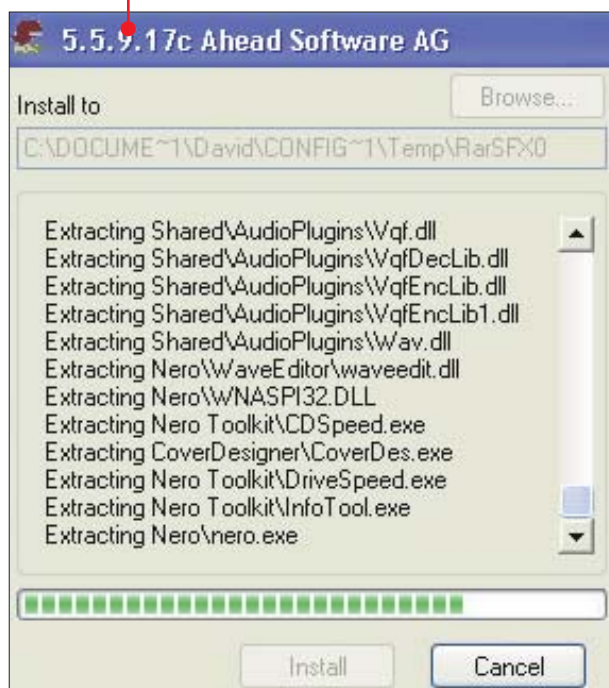 5.5.9.17c Ahead Software AG
Install to
Browse...
C:\DOCUME~1\David\CONFIG~1\Temp\RarSFX0
Extracting Shared\AudioPlugins\Vqf.dll
Extracting Shared\AudioPlugins\VqfDecLib.dll
Extracting Shared\AudioPlugins\VqfEncLib.dll
Extracting Shared\AudioPlugins\VqfEncLib1.dll
Extracting Shared\AudioPlugins\Wav.dll
Extracting Nero\WaveEditor\waveedit.dll
Extracting Nero\WNASPI32.DLL
Extracting Nero Toolkit\CDSpeed.exe
Extracting CoverDesigner\CoverDes.exe
Extracting Nero Toolkit\DriveSpeed.exe
Extracting Nero Toolkit\InfoTool.exe
Extracting Nero\nero.exe
Install
Cancel